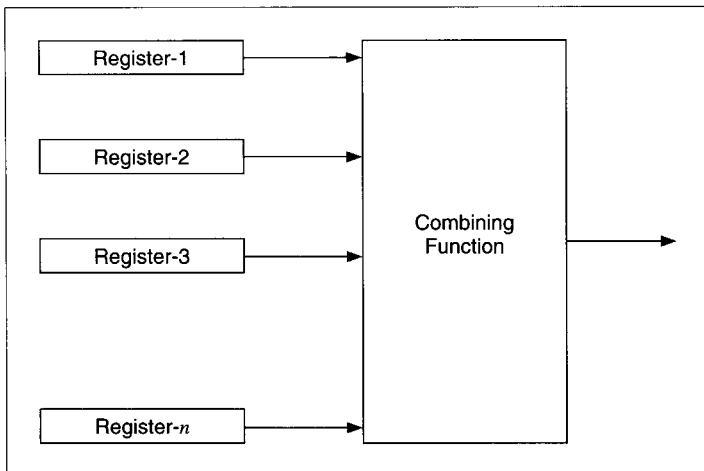 Register-1
Register-2
Register-3
Combining
Function
Register-n